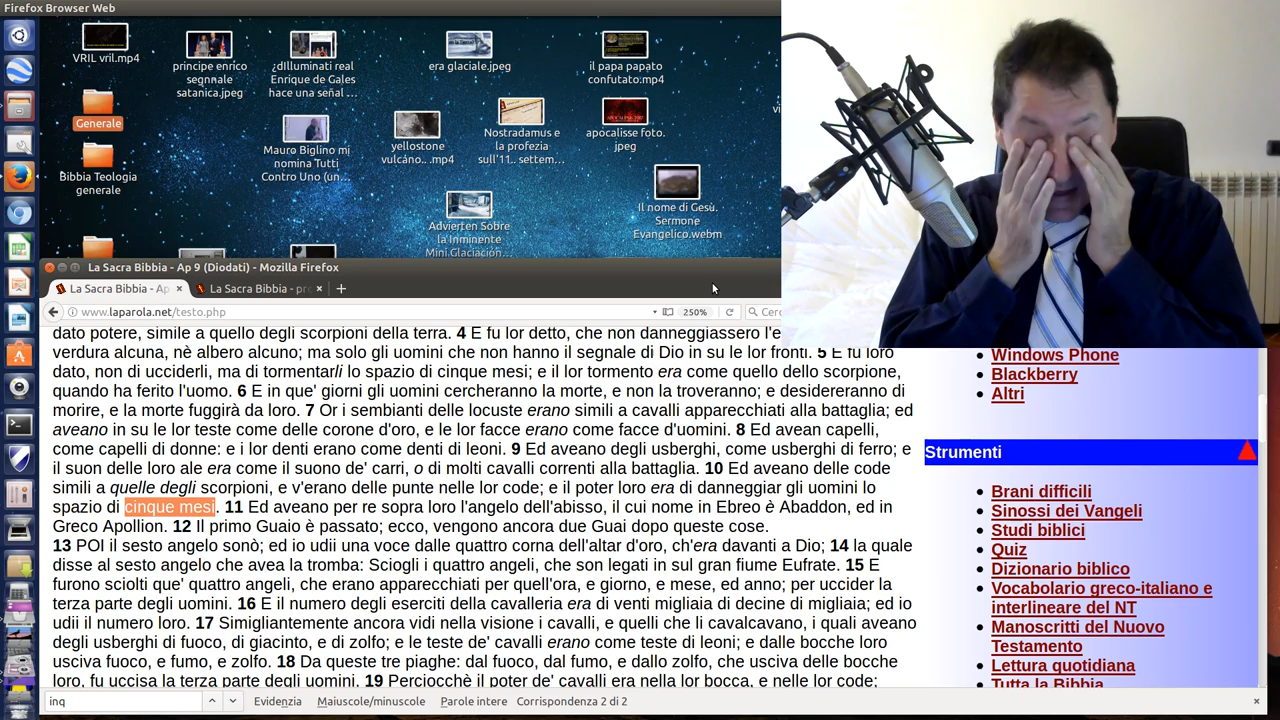 Firefox Browser Web
VRIL vril.mp4
principe enrico
segnnale
satanica.jpeg
¿dIlluminati real
Enrique de Gales
hace una señal ...
era glaciale.jpeg
il papa papato
confutato.mp4
Generale
Mauro Biglino mi
nomina Tutti
Contro Uno (un...
yellostone
vulcáno.. .mp4
Nostradamus e
la profezia
sull'11.. settem...
apocalisse foto.
jpeg
Bibbia Teologia
generale
Advierten Sobre
la Inminente
Mini Glaciación...
Il nome di Gesù.
Sermone
Evangelico.webm
La Sacra Bibbia - Ap 9 (Diodati) - Mozilla Firefox
La Sacra Bibbia - Ap... × La Sacra Bibbia - pr... × +
www.laparola.net/testo.php 250% Cerc
dato potere, simile a quello degli scorpioni della terra. 4 E fu lor detto, che non danneggiassero l'e
verdura alcuna, nè albero alcuno; ma solo gli uomini che non hanno il segnale di Dio in su le lor fronti. 5 E fu loro
dato, non di ucciderli, ma di tormentarli lo spazio di cinque mesi; e il lor tormento era come quello dello scorpione,
quando ha ferito l'uomo. 6 E in que' giorni gli uomini cercheranno la morte, e non la troveranno; e desidereranno di
morire, e la morte fuggirà da loro. 7 Or i sembianti delle locuste erano simili a cavalli apparecchiati alla battaglia; ed
aveano in su le lor teste come delle corone d'oro, e le lor facce erano come facce d'uomini. 8 Ed avean capelli,
come capelli di donne: e i lor denti erano come denti di leoni. 9 Ed aveano degli usberghi, come usberghi di ferro; e
il suon delle loro ale era come il suono de' carri, o di molti cavalli correnti alla battaglia. 10 Ed aveano delle code
simili a quelle degli scorpioni, e v'erano delle punte nelle lor code; e il poter loro era di danneggiar gli uomini lo
spazio di cinque mesi. 11 Ed aveano per re sopra loro l'angelo dell'abisso, il cui nome in Ebreo è Abaddon, ed in
Greco Apollion. 12 Il primo Guaio è passato; ecco, vengono ancora due Guai dopo queste cose.
13 POI il sesto angelo sonò; ed io udii una voce dalle quattro corna dell'altar d'oro, ch'era davanti a Dio; 14 la quale
disse al sesto angelo che avea la tromba: Sciogli i quattro angeli, che son legati in sul gran fiume Eufrate. 15 E
furono sciolti que' quattro angeli, che erano apparecchiati per quell'ora, e giorno, e mese, ed anno; per uccider la
terza parte degli uomini. 16 E il numero degli eserciti della cavalleria era di venti migliaia di decine di migliaia; ed io
udii il numero loro. 17 Simigliantemente ancora vidi nella visione i cavalli, e quelli che li cavalcavano, i quali aveano
degli usberghi di fuoco, di giacinto, e di zolfo; e le teste de' cavalli erano come teste di leoni; e dalle bocche loro
usciva fuoco, e fumo, e zolfo. 18 Da queste tre piaghe: dal fuoco, dal fumo, e dallo zolfo, che usciva delle bocche
loro, fu uccisa la terza parte degli uomini. 19 Perciocchè il poter de' cavalli era nella lor bocca, e nelle lor code;
Windows Phone
Blackberry
Altri
Strumenti
Brani difficili
Sinossi dei Vangeli
Studi biblici
Quiz
Dizionario biblico
Vocabolario greco-italiano e
interlineare del NT
Manoscritti del Nuovo
Testamento
Lettura quotidiana
Tutta la Bibbia
inq Evidenzia Maiuscole/minuscole Parole intere Corrispondenza 2 di 2 ×